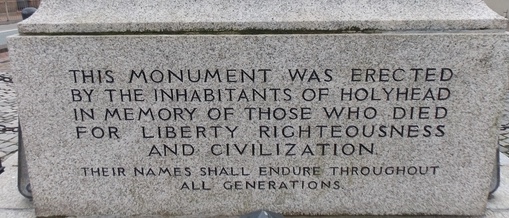 THIS MONUMENT WAS ERECTED
BY THE INHABITANTS OF HOLYHEAD
IN MEMORY OF THOSE WHO DIED
FOR LIBERTY RIGHTEOUSNESS
AND CIVILIZATION.
THEIR NAMES SHALL ENDURE THROUGHOUT
ALL GENERATIONS.